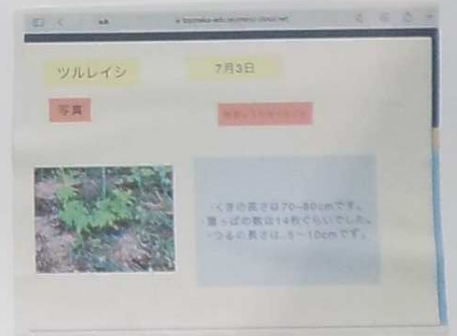 ツルレイシ
7月3日
写真
・くきの長さは70~80cmです。
・葉っぱの数は14枚ぐらいでした。
・つるの長さは、5~10cmです。